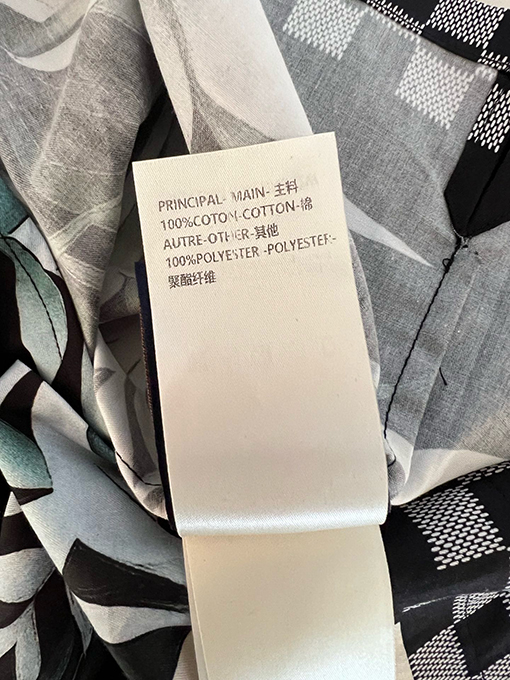 PRINCIPAL- MAIN- 主料
100%COTON-COTTON-棉
AUTRE-OTHER-其他
100%POLYESTER -POLYESTER-
聚酯纤维